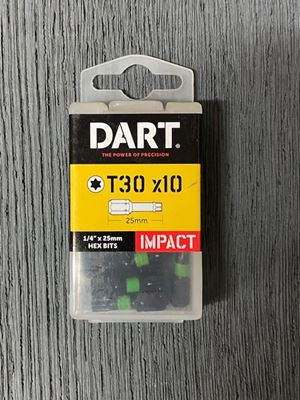 DART®
THE POWER OF PRECISION
T30 x10
25mm
1/4" x 25mm
HEX BITS
IMPACT